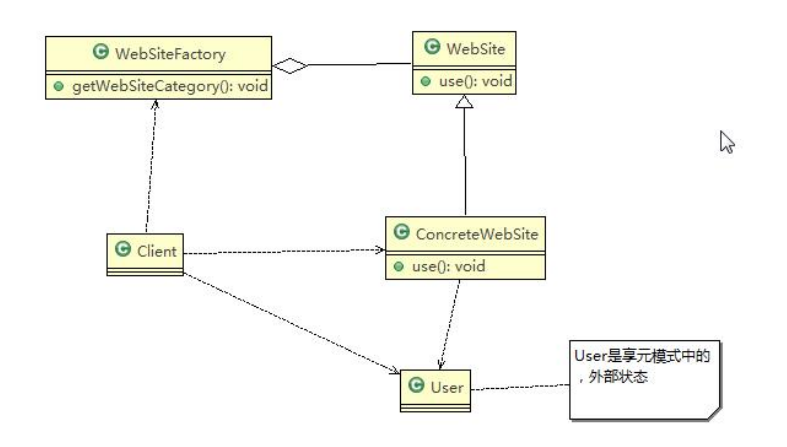 WebSiteFactory
getWebSiteCategory(): void
WebSite
use(): void
Client
ConcreteWebSite
use(): void
User
User是享元模式中的
，外部状态